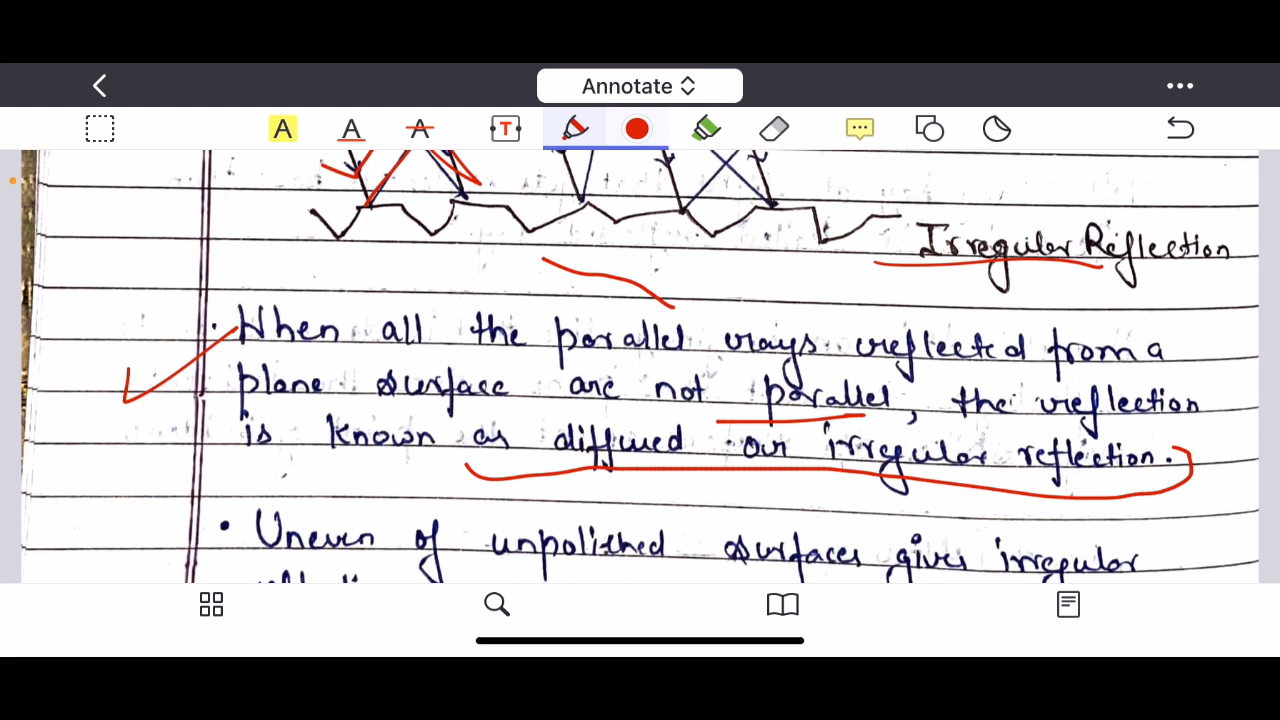 Annotate
A A A T
Irregular Reflection
. When all the parallel rays reflected from a
plane surface are not parallel, the reflection
is known as diffused or irregular reflection.
• Uneven of unpolished surfaces gives irregular